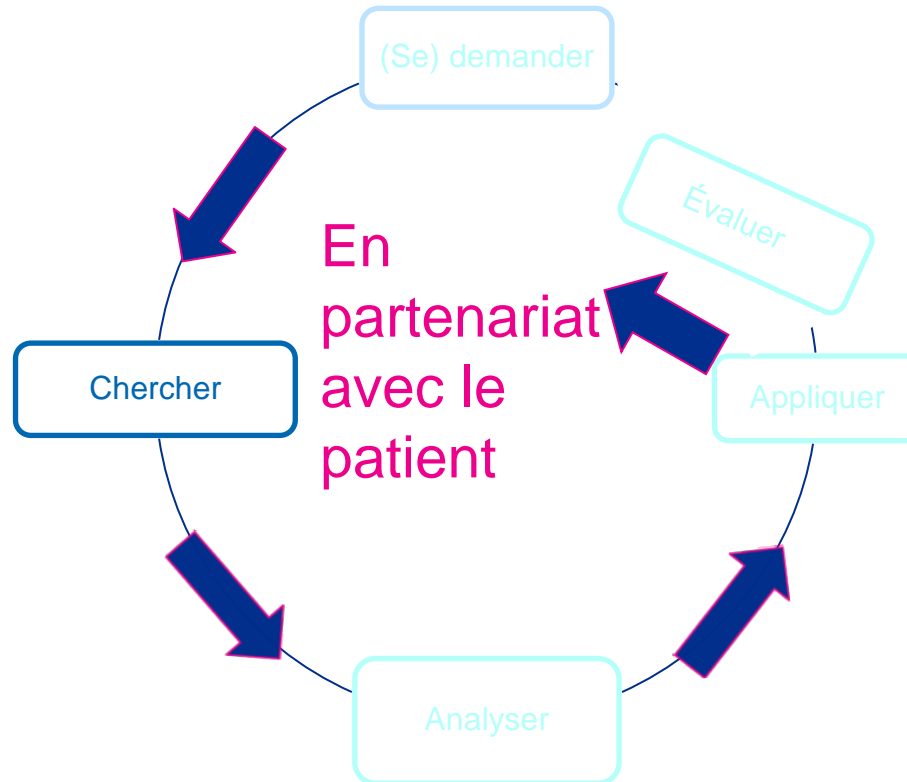 (Se) demander
Évaluer
En
partenariat
avec le
patient
Chercher
Appliquer
Analyser